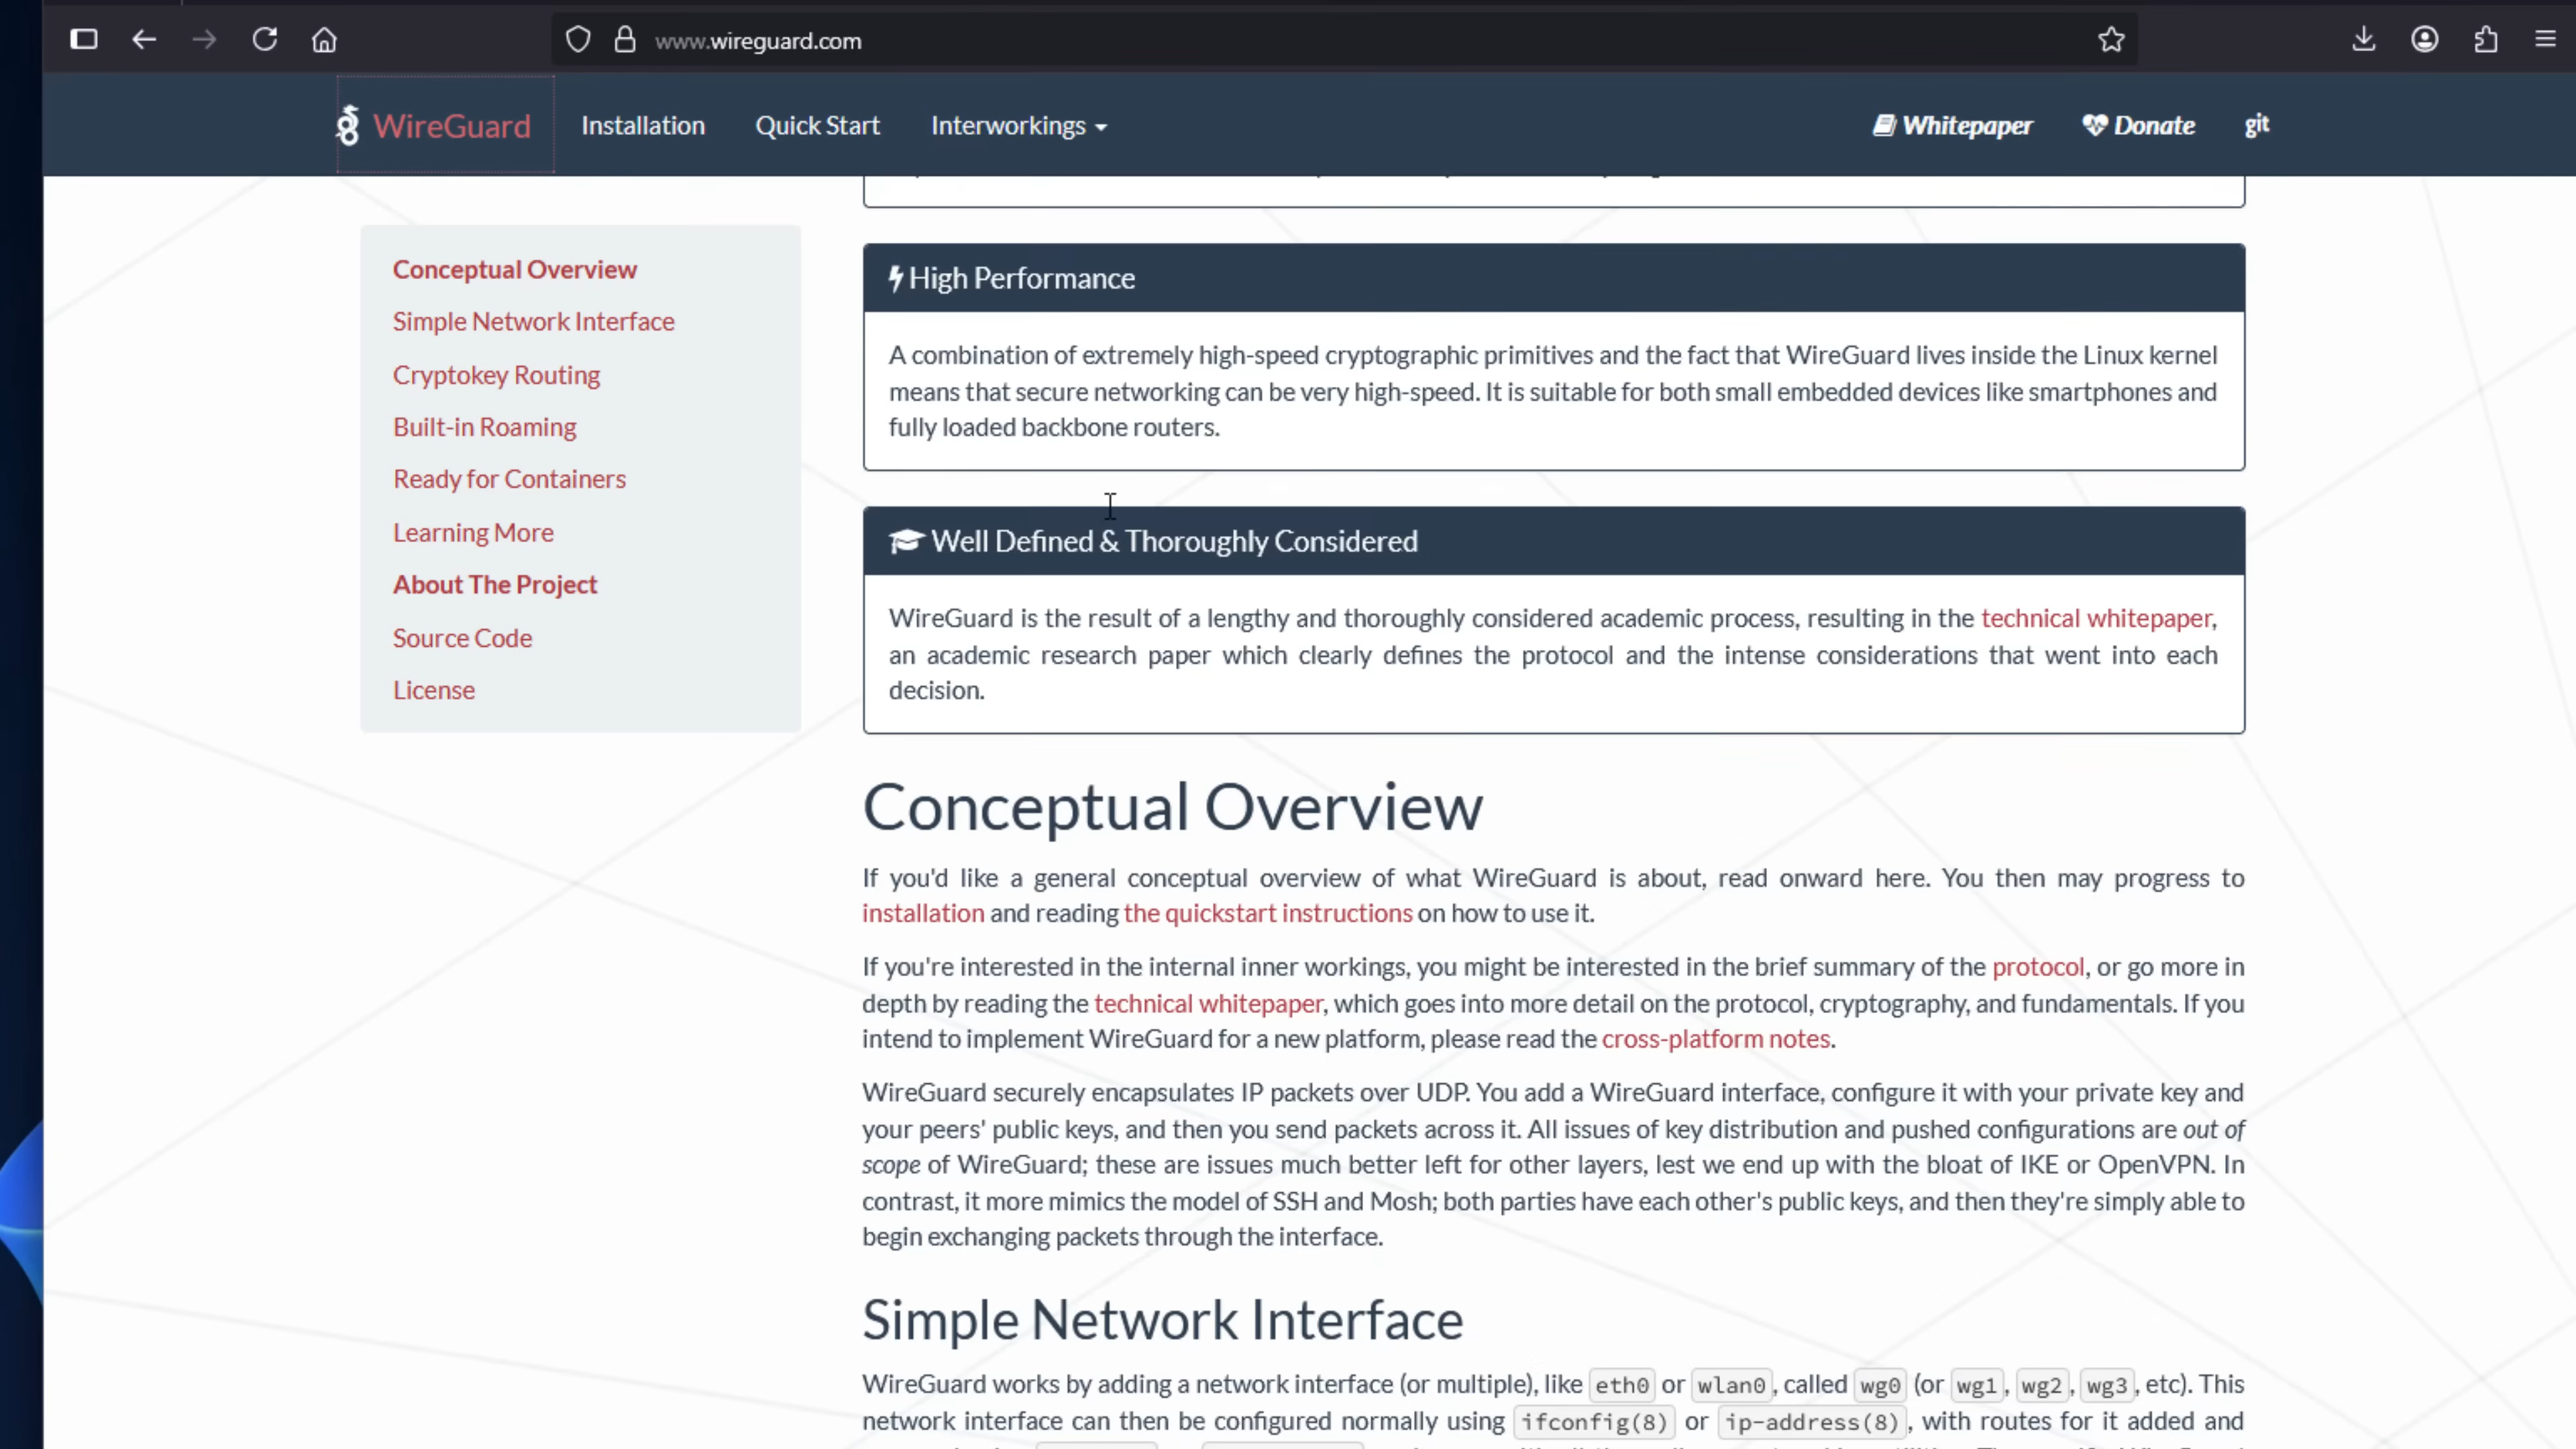 www.wireguard.com
WireGuard Installation Quick Start Interworkings Whitepaper Donate git
Conceptual Overview
Simple Network Interface
Cryptokey Routing
Built-in Roaming
Ready for Containers
Learning More
About The Project
Source Code
License
High Performance
A combination of extremely high-speed cryptographic primitives and the fact that WireGuard lives inside the Linux kernel
means that secure networking can be very high-speed. It is suitable for both small embedded devices like smartphones and
fully loaded backbone routers.
Well Defined & Thoroughly Considered
WireGuard is the result of a lengthy and thoroughly considered academic process, resulting in the technical whitepaper,
an academic research paper which clearly defines the protocol and the intense considerations that went into each
decision.
Conceptual Overview
If you'd like a general conceptual overview of what WireGuard is about, read onward here. You then may progress to
installation and reading the quickstart instructions on how to use it.
If you're interested in the internal inner workings, you might be interested in the brief summary of the protocol, or go more in
depth by reading the technical whitepaper, which goes into more detail on the protocol, cryptography, and fundamentals. If you
intend to implement WireGuard for a new platform, please read the cross-platform notes.
WireGuard securely encapsulates IP packets over UDP. You add a WireGuard interface, configure it with your private key and
your peers' public keys, and then you send packets across it. All issues of key distribution and pushed configurations are out of
scope of WireGuard; these are issues much better left for other layers, lest we end up with the bloat of IKE or OpenVPN. In
contrast, it more mimics the model of SSH and Mosh; both parties have each other's public keys, and then they're simply able to
begin exchanging packets through the interface.
Simple Network Interface
WireGuard works by adding a network interface (or multiple), like eth0 or wlan0, called wg0 (or wg1, wg2, wg3, etc). This
network interface can then be configured normally using ifconfig(8) or ip-address(8), with routes for it added and